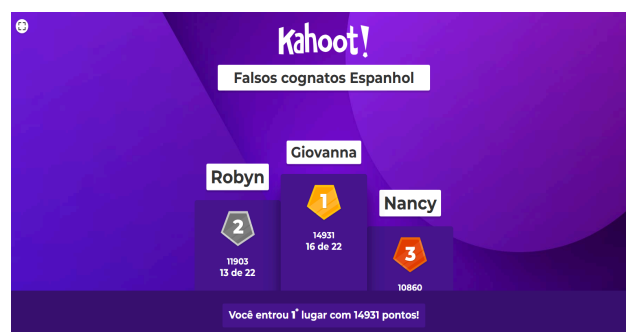 Kahoot!
Falsos cognatos Espanhol
Giovanna
Robyn
Nancy
1
2
3
14931
16 de 22
11903
13 de 22
10860
Você entrou 1° lugar com 14931 pontos!